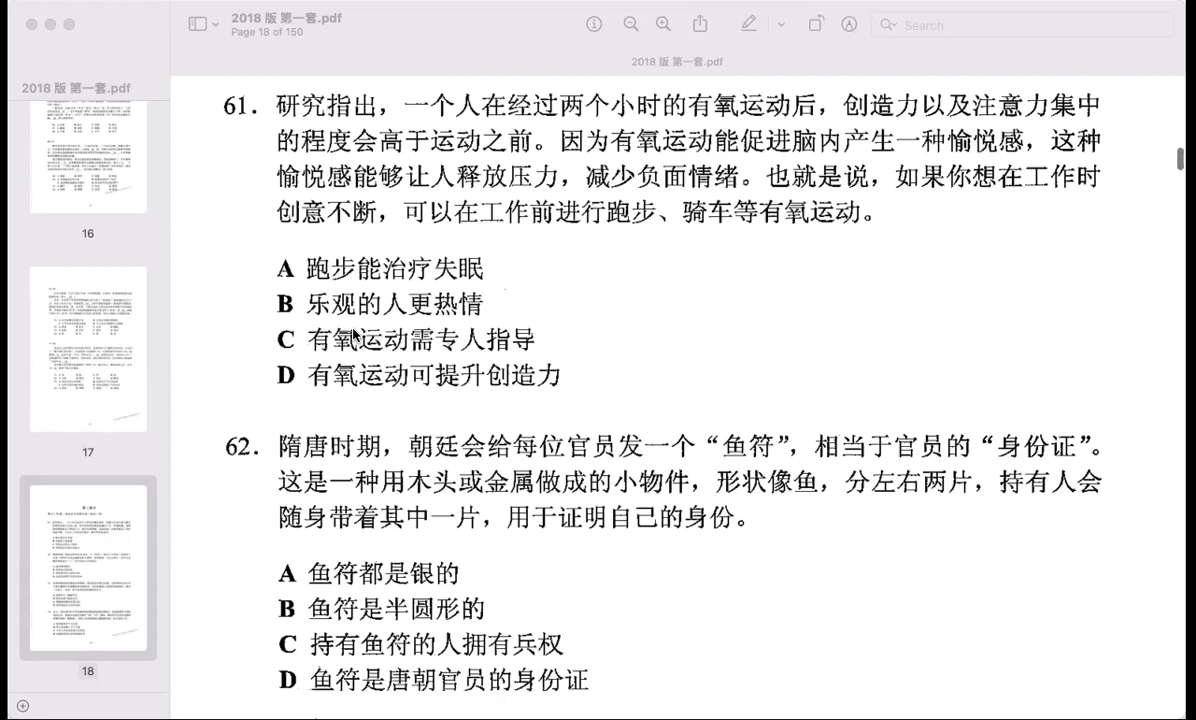 2018 版 第一套.pdf
Page 18 of 150
Search
2018 版 第一套.pdf
2018 版 第一套.pdf
16
17
18
61. 研究指出，一个人在经过两个小时的有氧运动后，创造力以及注意力集中
的程度会高于运动之前。因为有氧运动能促进脑内产生一种愉悦感，这种
愉悦感能够让人释放压力，减少负面情绪。也就是说，如果你想在工作时
创意不断，可以在工作前进行跑步、骑车等有氧运动。
A 跑步能治疗失眠
B 乐观的人更热情
C 有氧运动需专人指导
D 有氧运动可提升创造力
62. 隋唐时期，朝廷会给每位官员发一个“鱼符”，相当于官员的“身份证”。
这是一种用木头或金属做成的小物件，形状像鱼，分左右两片，持有人会
随身带着其中一片，用于证明自己的身份。
A 鱼符都是银的
B 鱼符是半圆形的
C 持有鱼符的人拥有兵权
D 鱼符是唐朝官员的身份证